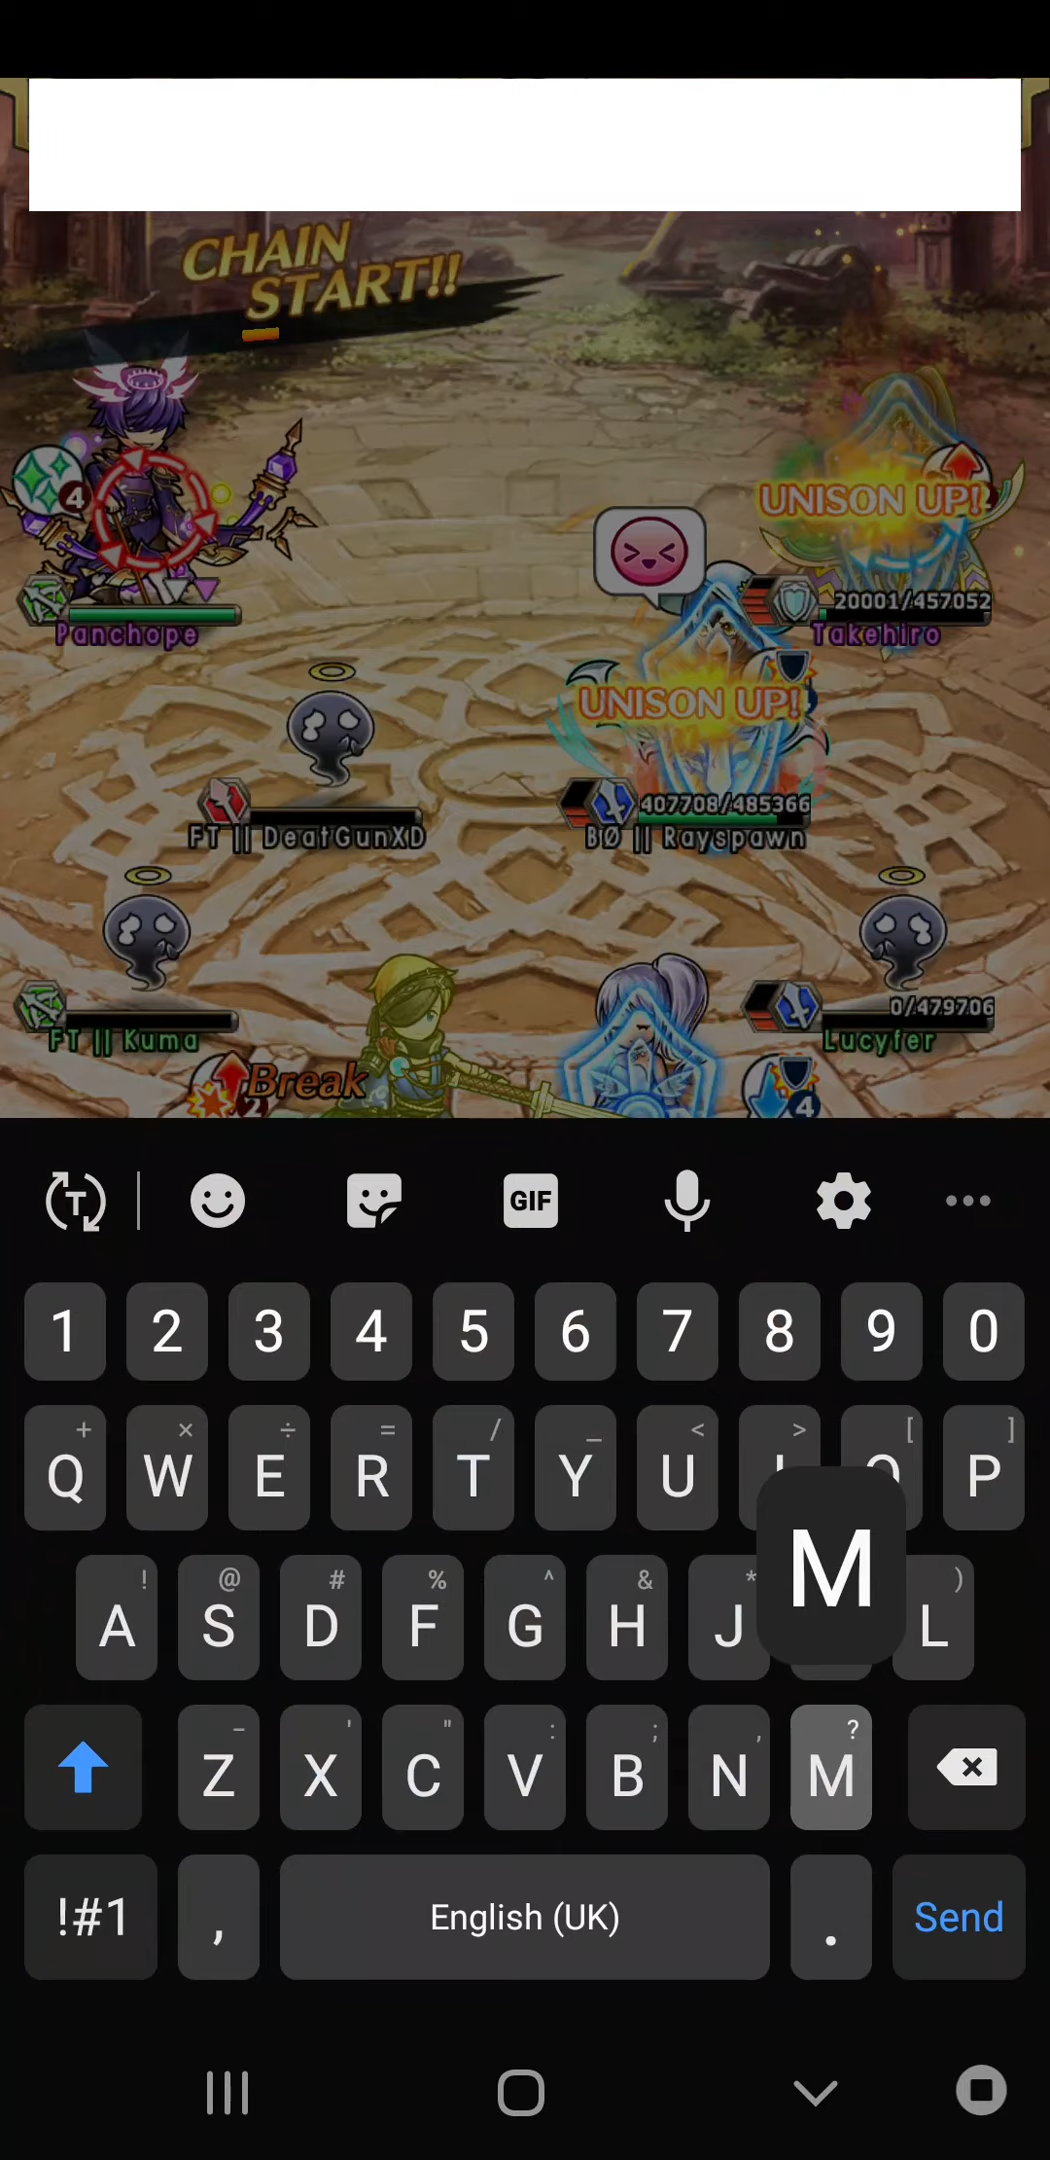 CHAIN
START!!
4
UNISON UP!
20001/457052
Panchope
Takehiro
UNISON UP!
407708/485366
FT || DeatGunXD
BØ || Rayspawn
0/479706
FT || Kuma
Lucyfer
Break
2
4
T
GIF
1 2 3 4 5 6 7 8 9 0
+ × ÷ = / _ < > [ ]
Q W E R T Y U P
M
! @ # % ^ & * )
A S D F G H J L
- ' " : ; , ?
Z X C V B N M
!#1 , English (UK) . Send